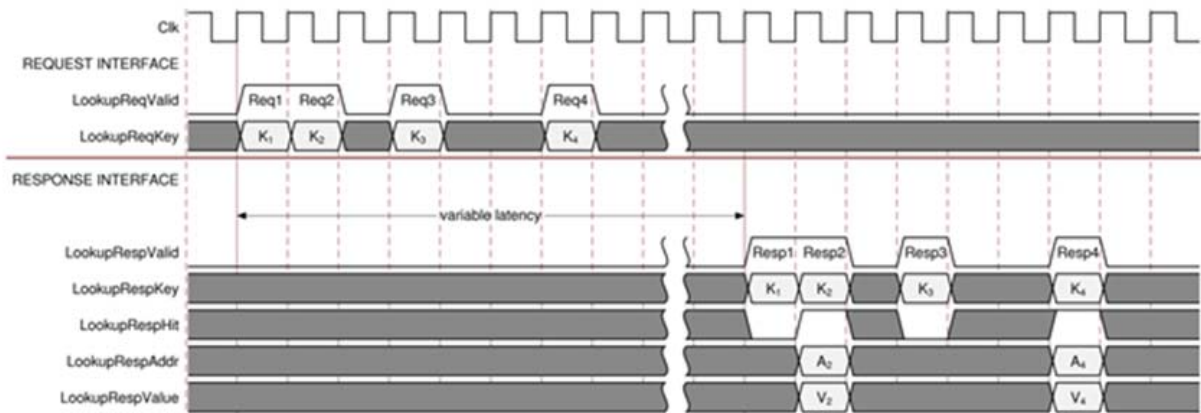 Clk
REQUEST INTERFACE
LookupReqValid Req1 Req2 Req3 Req4
LookupReqKey K₁ K₂ K₃ K₄
RESPONSE INTERFACE
variable latency
LookupRespValid Resp1 Resp2 Resp3 Resp4
LookupRespKey K₁ K₂ K₃ K₄
LookupRespHit
LookupRespAddr A₂ A₄
LookupRespValue V₂ V₄